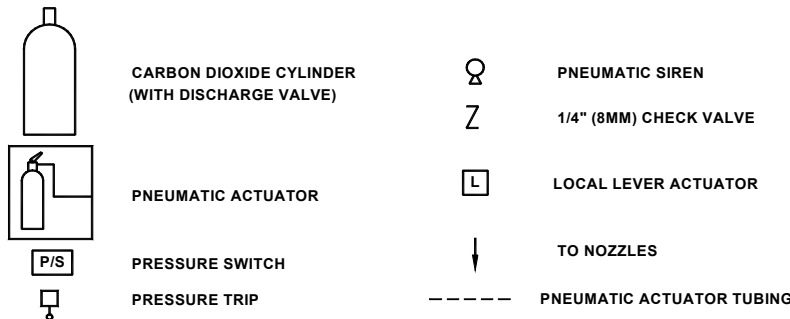 CARBON DIOXIDE CYLINDER
(WITH DISCHARGE VALVE)
PNEUMATIC ACTUATOR
P/S
PRESSURE SWITCH
PRESSURE TRIP
PNEUMATIC SIREN
1/4" (8MM) CHECK VALVE
L
LOCAL LEVER ACTUATOR
TO NOZZLES
PNEUMATIC ACTUATOR TUBING